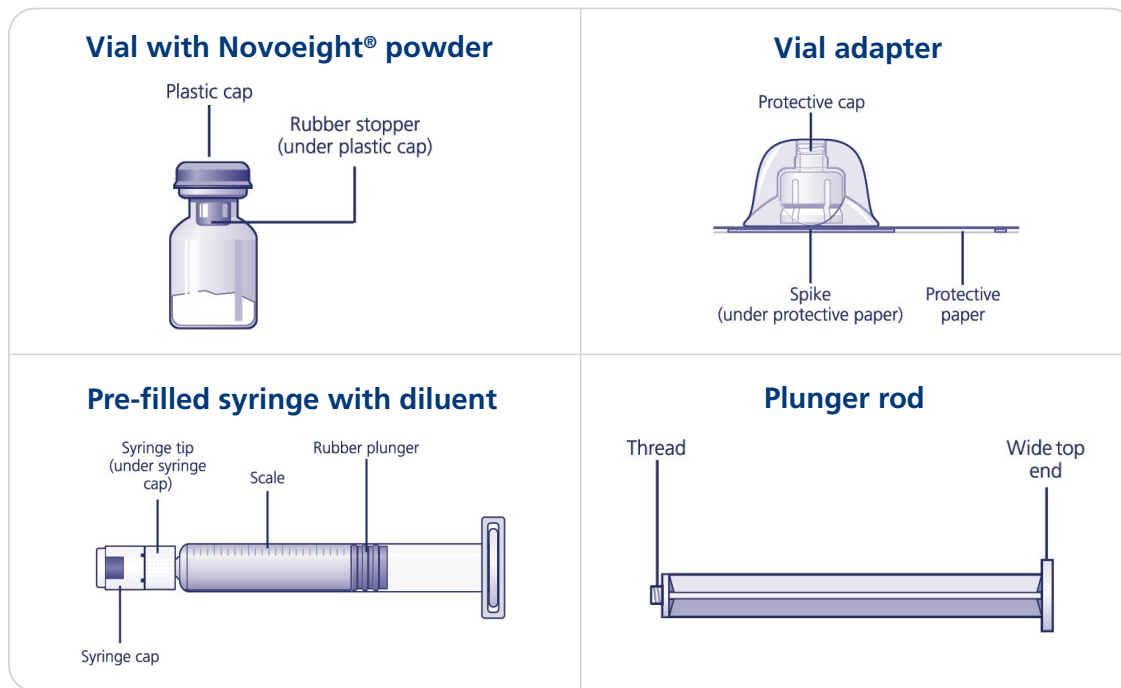 Vial with Novoeight® powder
Plastic cap
Rubber stopper
(under plastic cap)
Vial adapter
Protective cap
Spike
(under protective paper)
Protective
paper
Pre-filled syringe with diluent
Syringe tip
(under syringe
cap)
Scale
Rubber plunger
Syringe cap
Plunger rod
Thread
Wide top
end